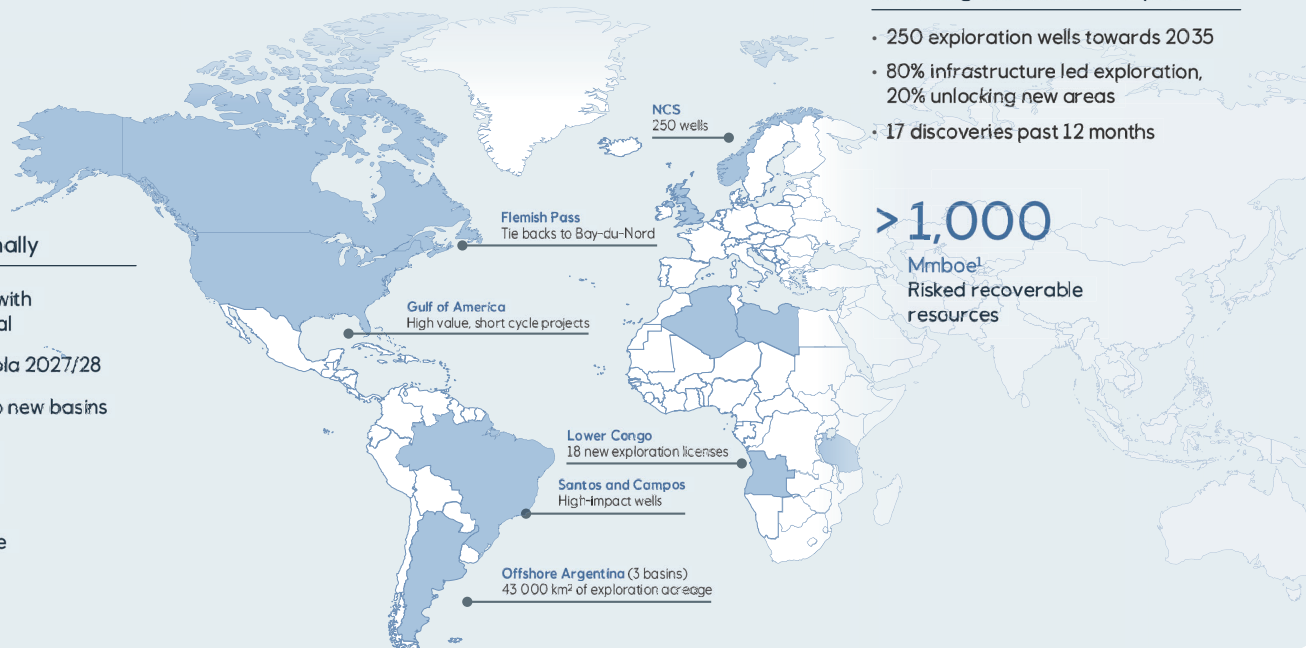 nally
with
al
ola 2027/28
new basins
e
NCS
250 wells
Flemish Pass
Tie backs to Bay-du-Nord
Gulf of America
High value, short cycle projects
Lower Congo
18 new exploration licenses
Santos and Campos
High-impact wells
Offshore Argentina (3 basins)
43 000 km² of exploration acreage
• 250 exploration wells towards 2035
• 80% infrastructure led exploration,
20% unlocking new areas
• 17 discoveries past 12 months
> 1,000
Mmboe¹
Risked recoverable
resources